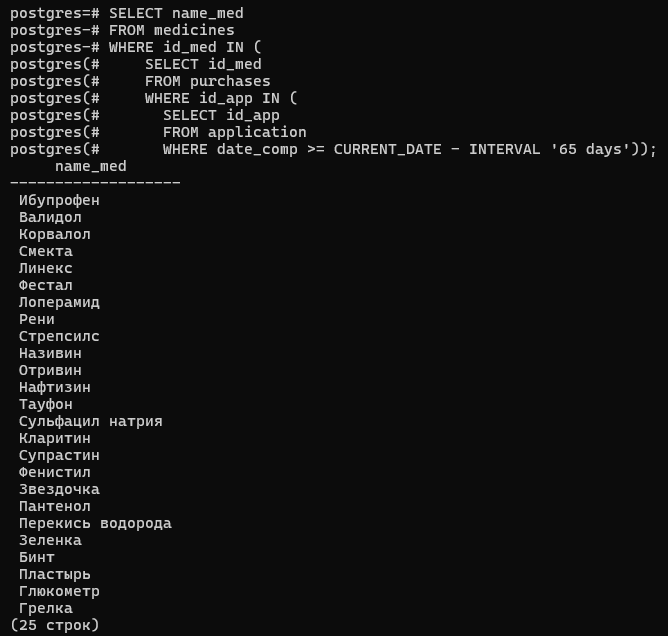 postgres=# SELECT name_med
postgres-# FROM medicines
postgres-# WHERE id_med IN (
postgres(#     SELECT id_med
postgres(#     FROM purchases
postgres(#     WHERE id_app IN (
postgres(#       SELECT id_app
postgres(#       FROM application
postgres(#       WHERE date_comp >= CURRENT_DATE - INTERVAL '65 days'));
     name_med
-------------------
 Ибупрофен
 Валидол
 Корвалол
 Смекта
 Линекс
 Фестал
 Лоперамид
 Рени
 Стрепсилс
 Називин
 Отривин
 Нафтизин
 Тауфон
 Сульфацил натрия
 Кларитин
 Супрастин
 Фенистил
 Звездочка
 Пантенол
 Перекись водорода
 Зеленка
 Бинт
 Пластырь
 Глюкометр
 Грелка
(25 строк)